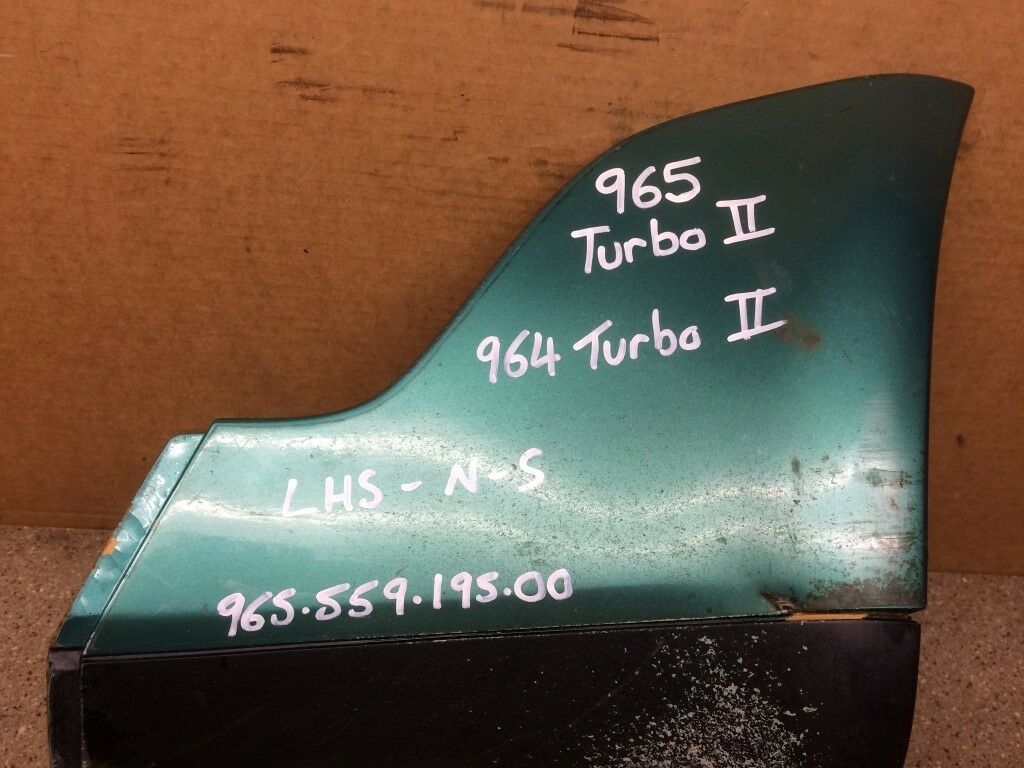 965
Turbo II
964 Turbo II
LHS - N-S
965.559.195.00